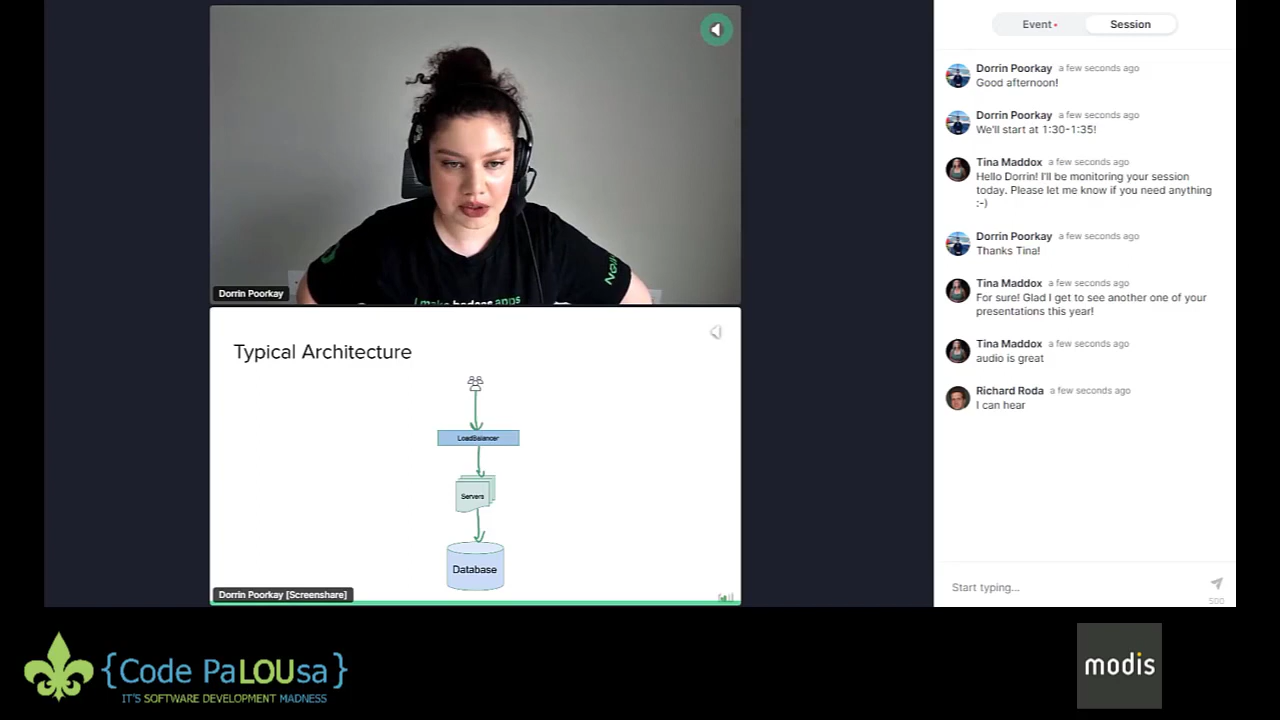 Dorrin Poorkay
Typical Architecture
LoadBalancer
Servers
Database
Dorrin Poorkay [Screenshare]
Event
Session
Dorrin Poorkay a few seconds ago
Good afternoon!
Dorrin Poorkay a few seconds ago
We'll start at 1:30-1:35!
Tina Maddox a few seconds ago
Hello Dorrin! I'll be monitoring your
session
today. Please let me know if you need anything
:-)
Dorrin Poorkay a few seconds ago
Thanks Tina!
Tina Maddox a few seconds ago
For sure! Glad I get to see another one of your
presentations this year!
Tina Maddox a few seconds ago
audio is great
Richard Roda a few seconds ago
I can hear
Start typing...
500
{Code PaLOUsa}
IT'S SOFTWARE DEVELOPMENT MADNESS
modis